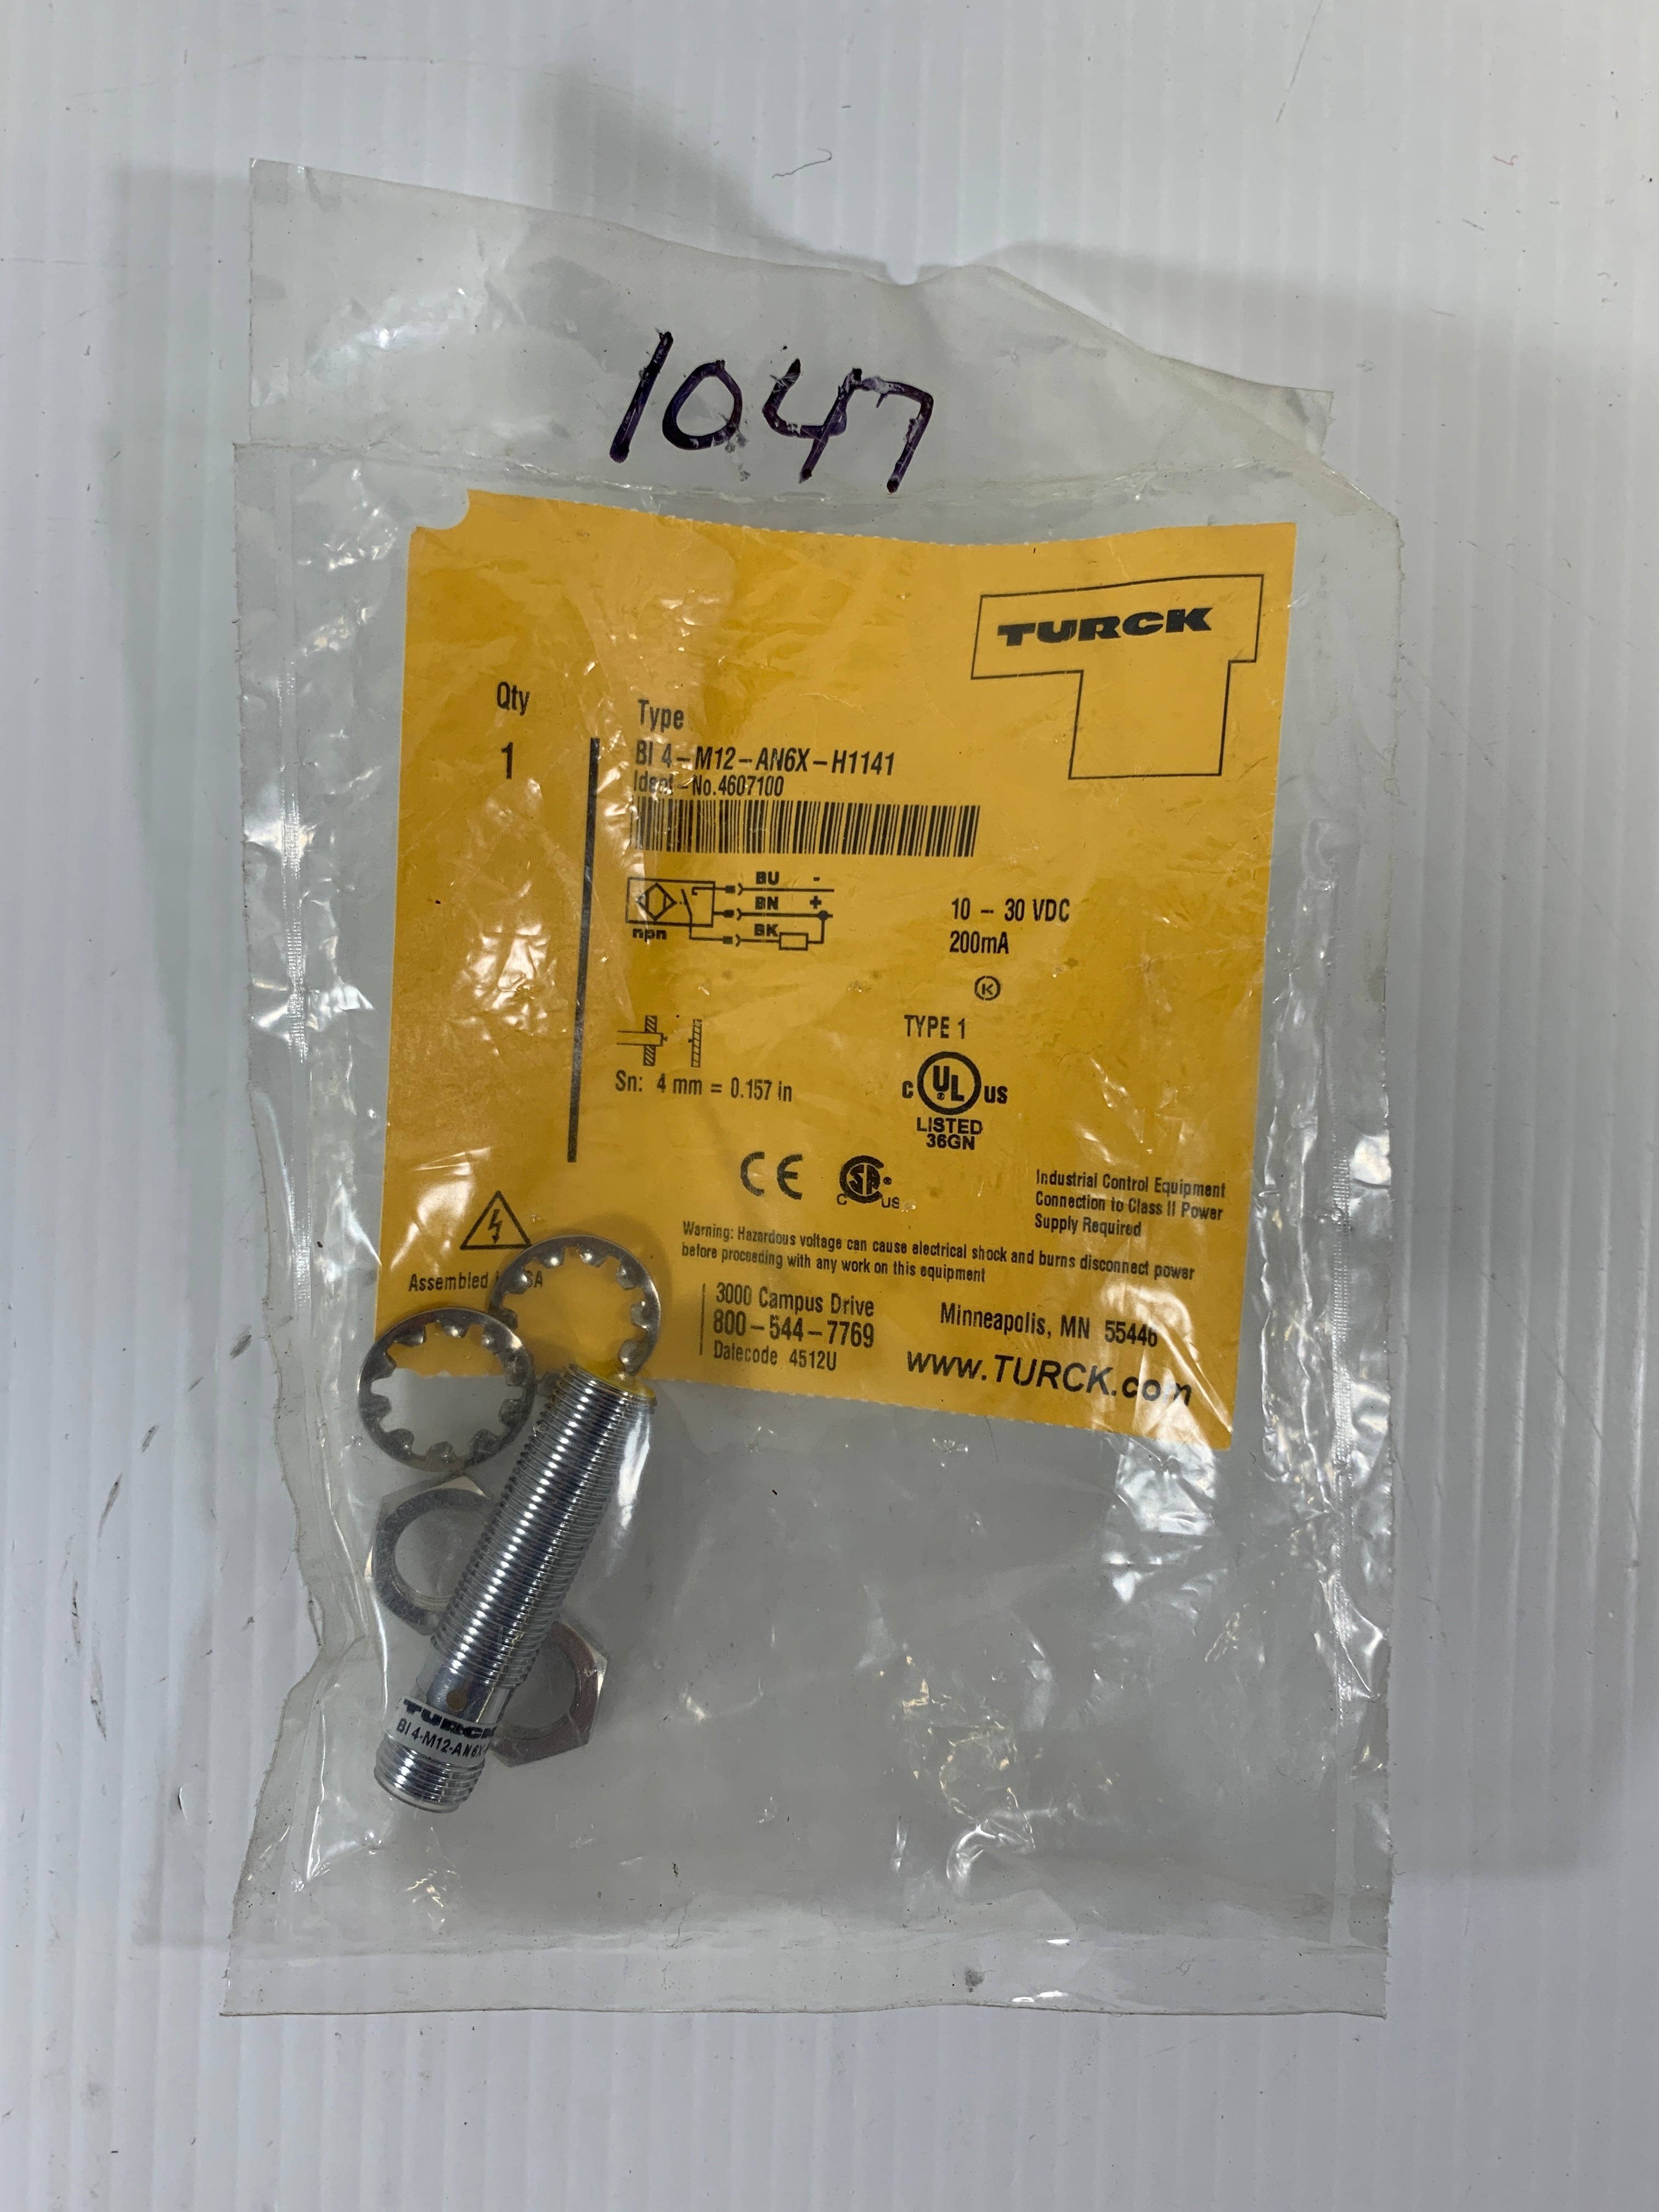 1047
TURCK
Qty
1
Type
BI 4-M12-AN6X-H1141
Ident-No.4607100
BU -
BN +
BK
npn
10 - 30 VDC
200mA
K
TYPE 1
Sn: 4 mm = 0.157 in
C UL US
LISTED
36GN
CE
C SA US
Industrial Control Equipment
Connection to Class II Power
Supply Required
Warning: Hazardous voltage can cause electrical shock and burns disconnect power
before proceeding with any work on this equipment
Assembled
3000 Campus Drive
Minneapolis, MN 55446
800-544-7769
Datecode 4512U
www.TURCK.com
TURCK
BI 4-M12-AN6X